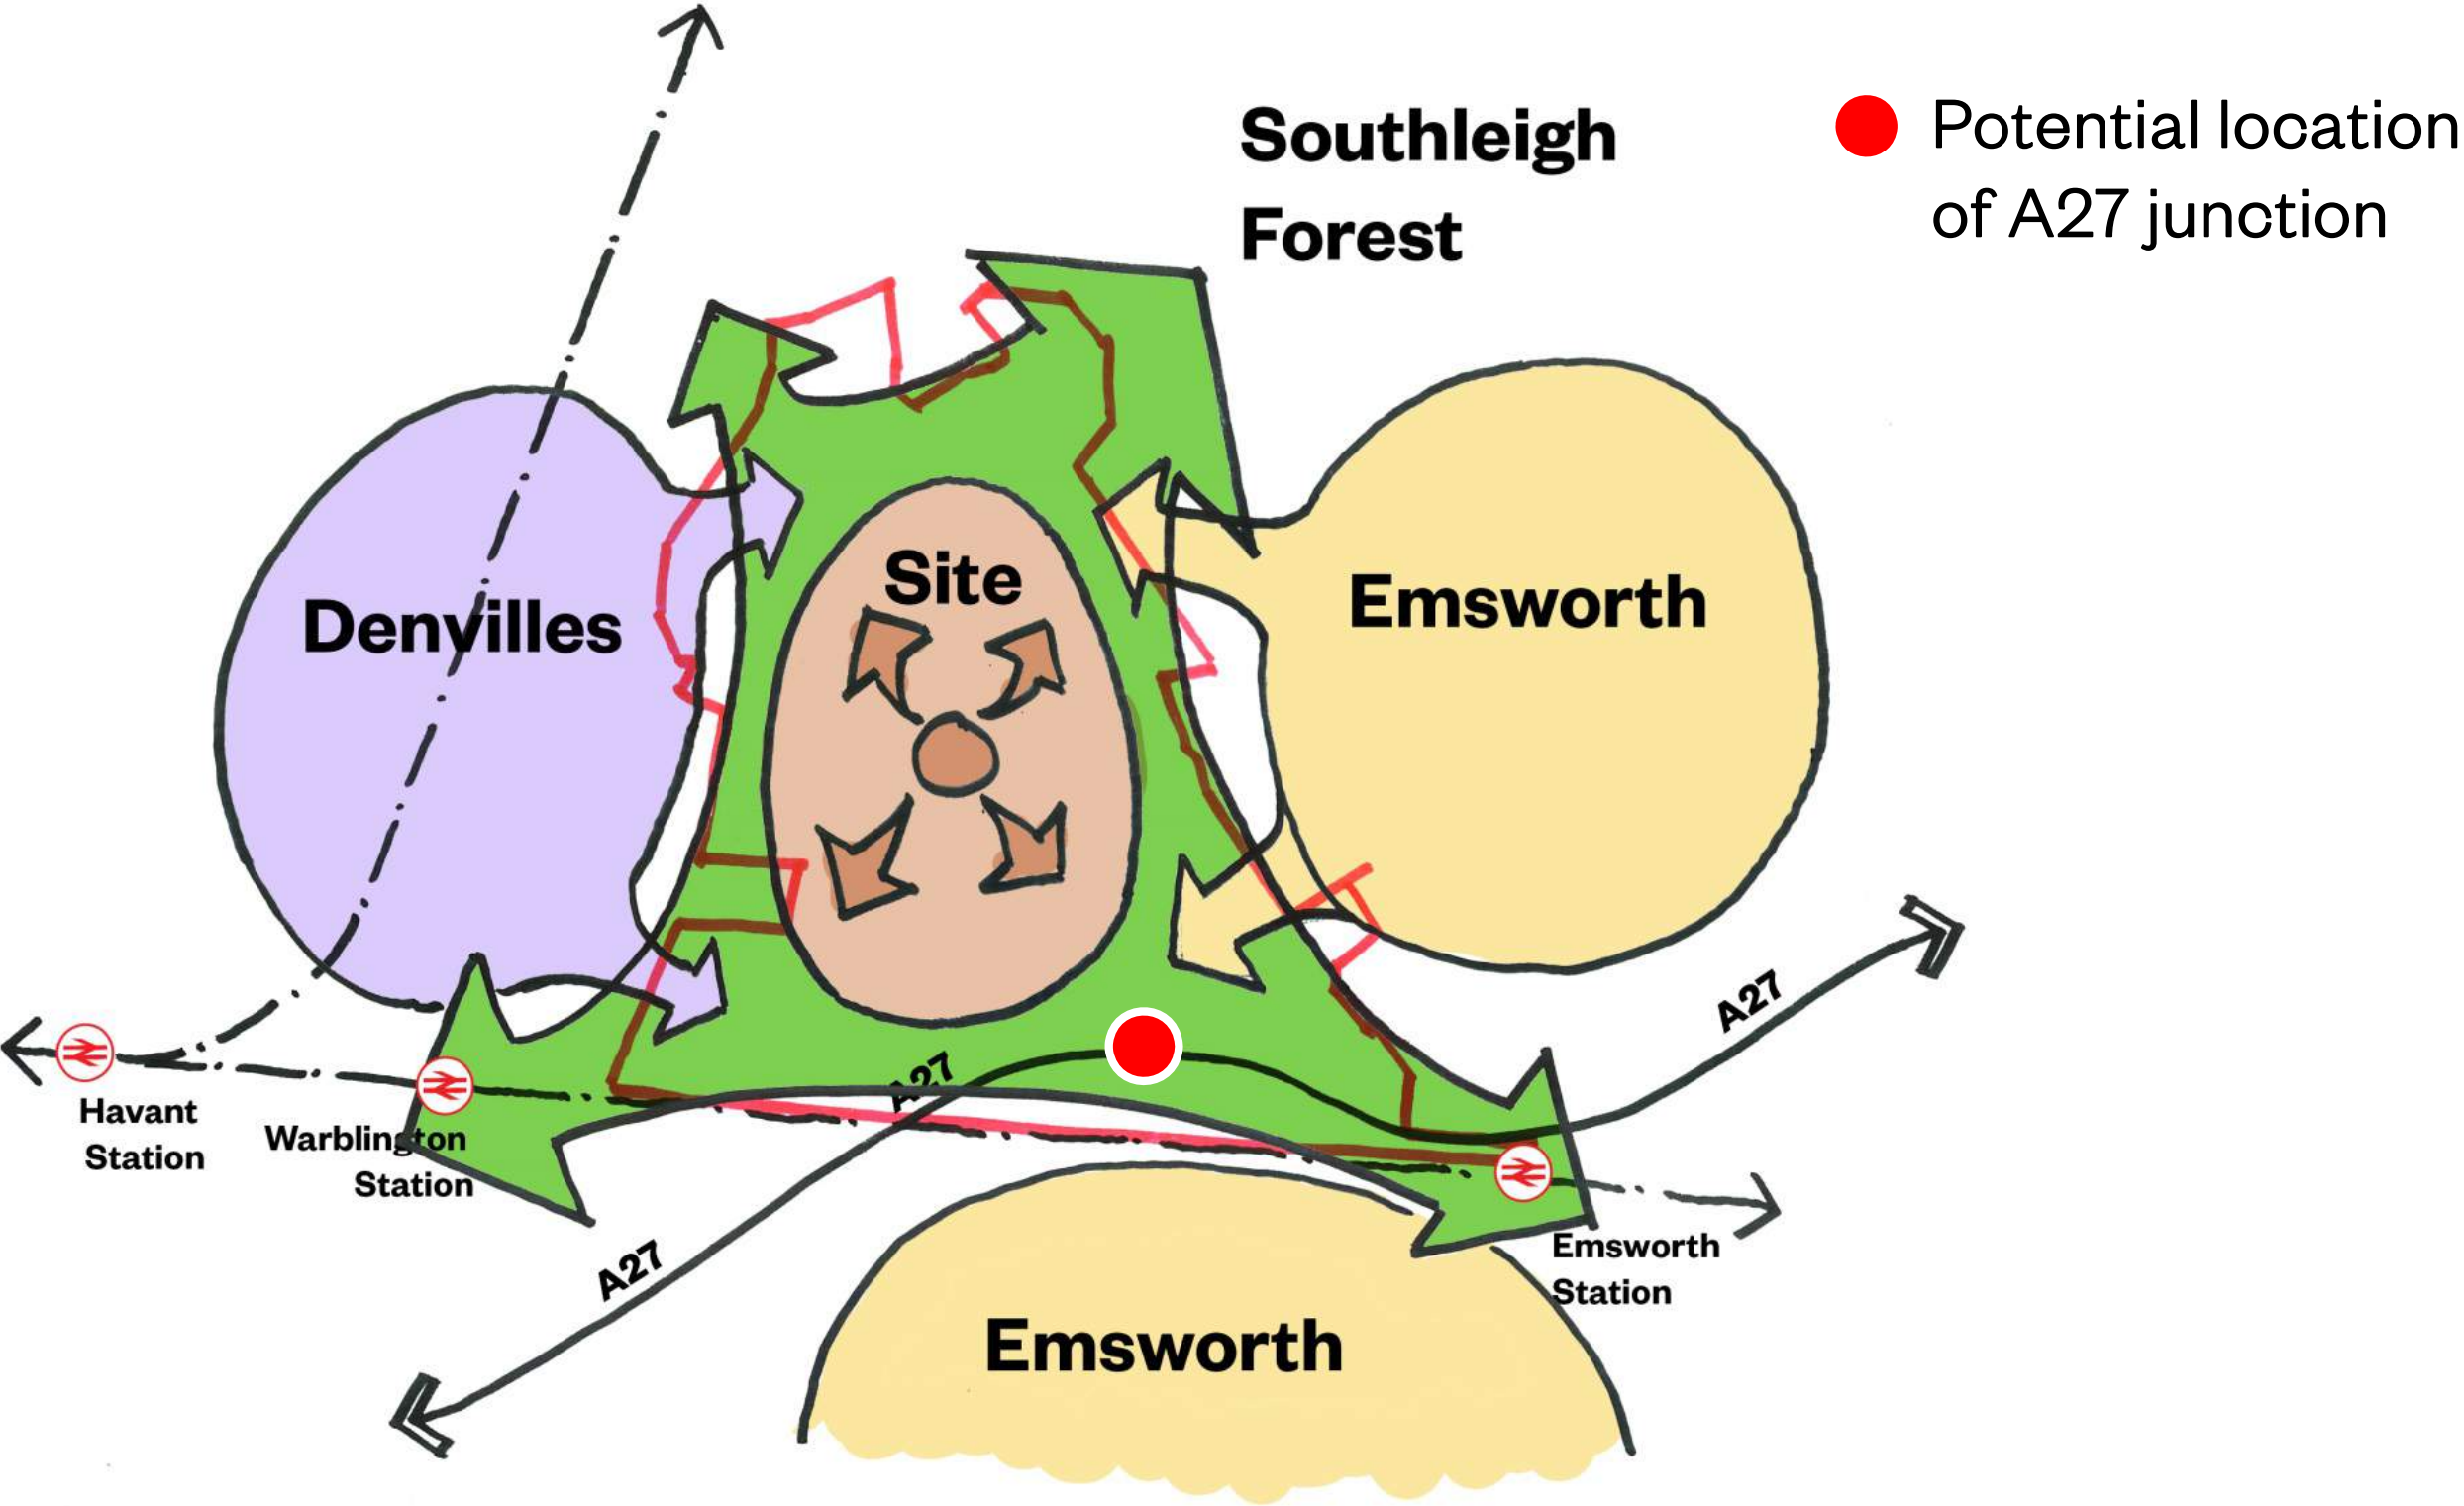 Southleigh
Forest
Potential location
of A27 junction
Site
Denvilles
Emsworth
A27
A27
Havant
Station
Warblington
Station
A27
Emsworth
Station
Emsworth